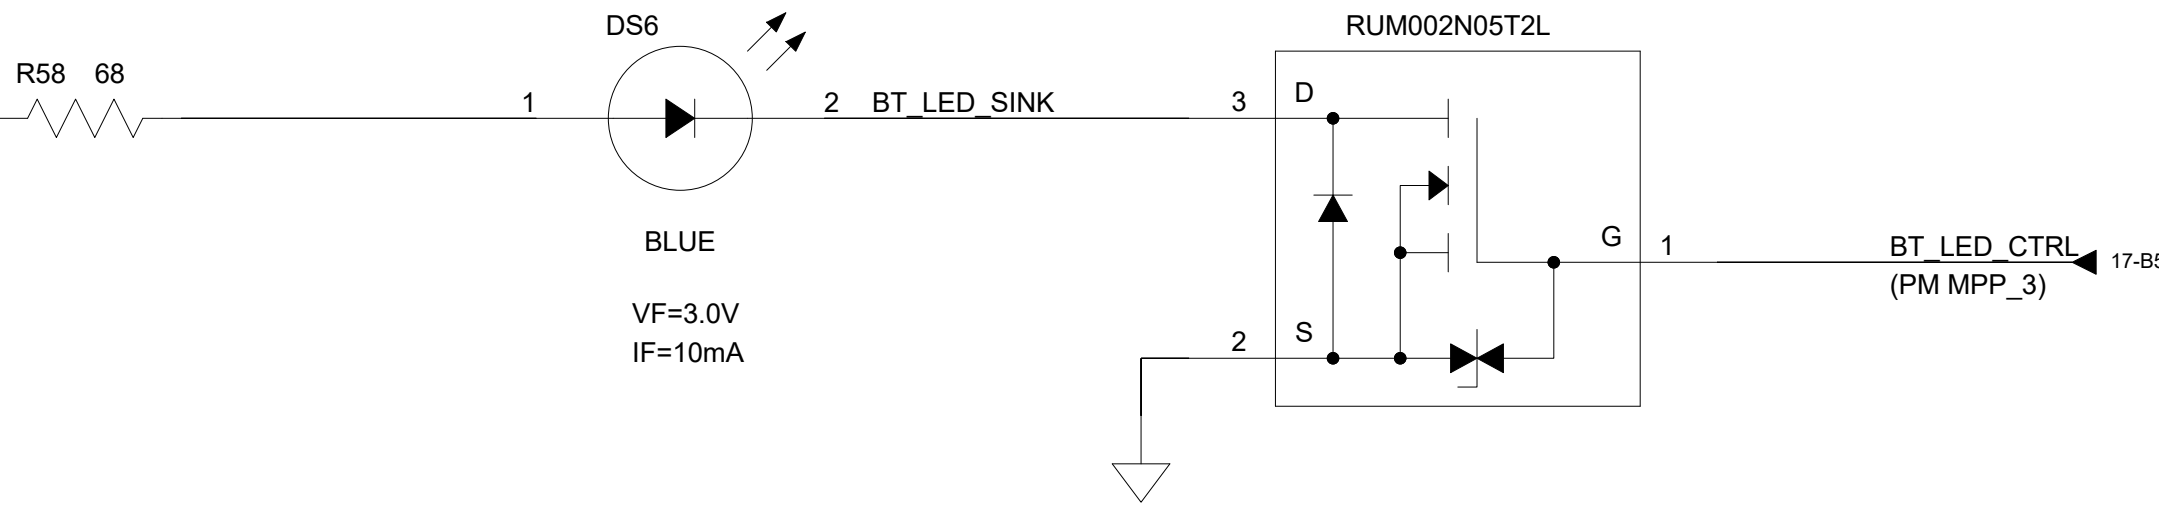 DS6
RUM002N05T2L
R58 68
1
2 BT_LED_SINK
3 D
BLUE
G 1 BT_LED_CTRL
17-B5
(PM MPP_3)
VF=3.0V
2 S
IF=10mA